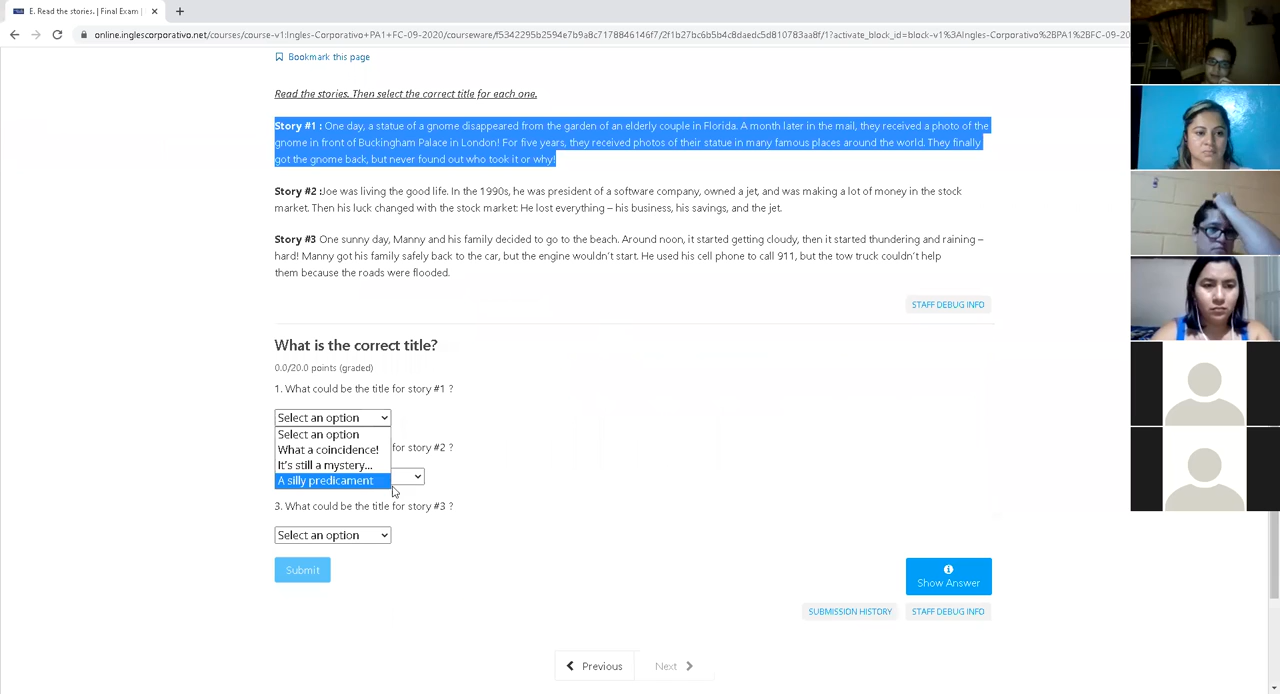 E. Read the stories. | Final Exam |
online.inglescorporativo.net/courses/course-v1:Ingles-Corporativo+PA1+FC-09-2020/courseware/f5342295b2594e7b9a8c7178846146f7/2f1b27bc6b5b4c8daedc5d810783aa8f/1?activate_block_id=block-v1%3AIngles-Corporativo%2BPA1%2BFC-09-20
Bookmark this page
Read the stories. Then select the correct title for each one.
Story #1 : One day, a statue of a gnome disappeared from the garden of an elderly couple in Florida. A month later in the mail, they received a photo of the
gnome in front of Buckingham Palace in London! For five years, they received photos of their statue in many famous places around the world. They finally
got the gnome back, but never found out who took it or why!
Story #2 :Joe was living the good life. In the 1990s, he was president of a software company, owned a jet, and was making a lot of money in the stock
market. Then his luck changed with the stock market: He lost everything – his business, his savings, and the jet.
Story #3 One sunny day, Manny and his family decided to go to the beach. Around noon, it started getting cloudy, then it started thundering and raining –
hard! Manny got his family safely back to the car, but the engine wouldn't start. He used his cell phone to call 911, but the tow truck couldn't help
them because the roads were flooded.
STAFF DEBUG INFO
What is the correct title?
0.0/20.0 points (graded)
1. What could be the title for story #1 ?
Select an option
Select an option
What a coincidence!
for story #2 ?
It's still a mystery...
A silly predicament
3. What could be the title for story #3 ?
Select an option
Submit
Show Answer
SUBMISSION HISTORY
STAFF DEBUG INFO
Previous
Next